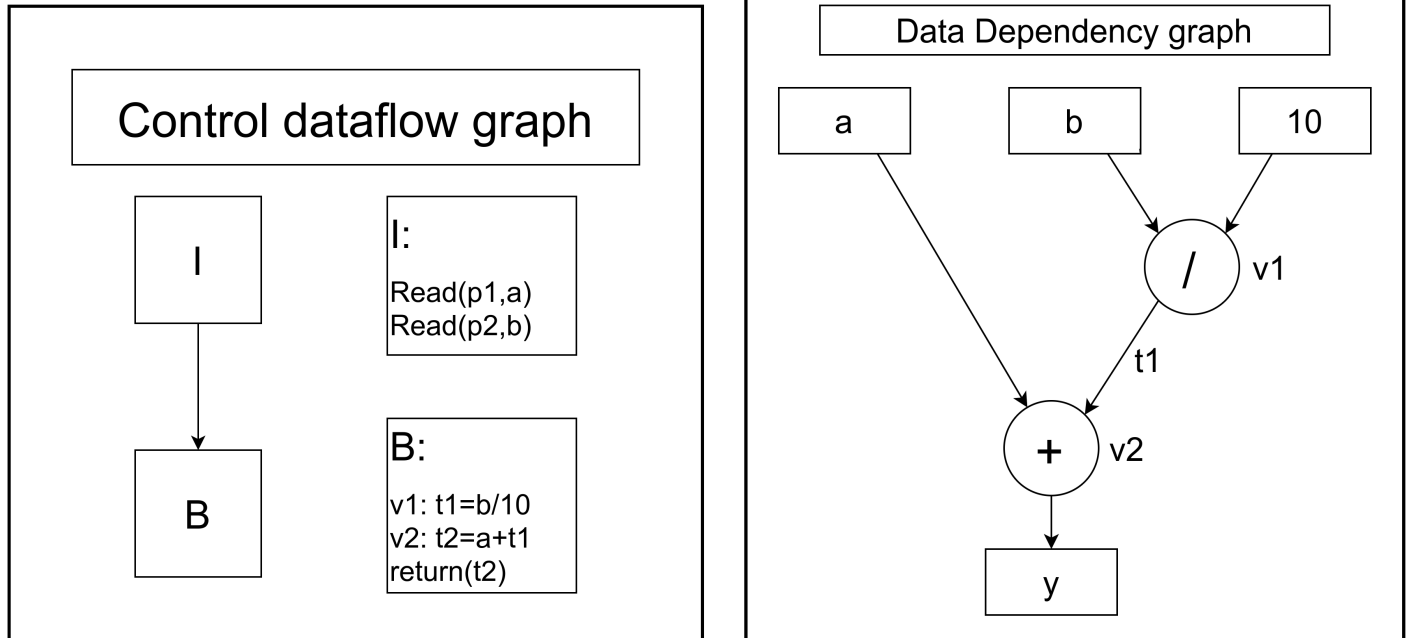 Control dataflow graph
I
I:
Read(p1,a)
Read(p2,b)
B
B:
v1: t1=b/10
v2: t2=a+t1
return(t2)
Data Dependency graph
a
b
10
/
v1
t1
+
v2
y